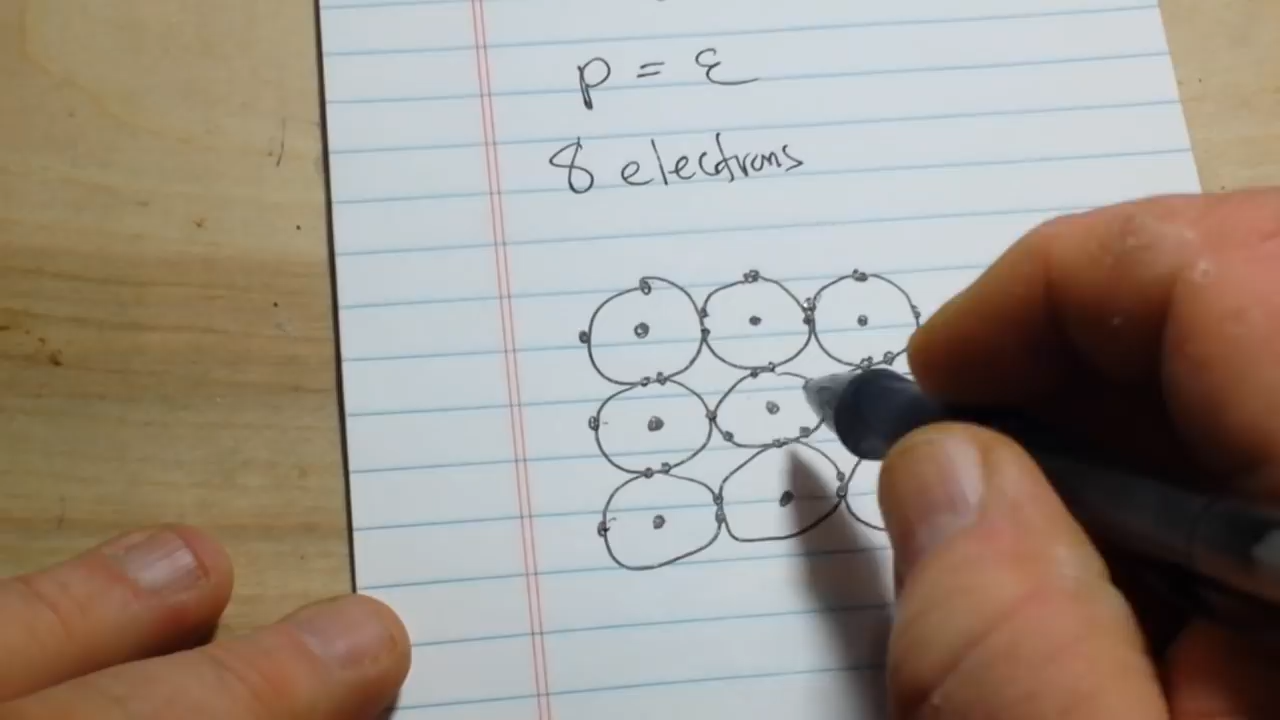 p = ε
8 electrons